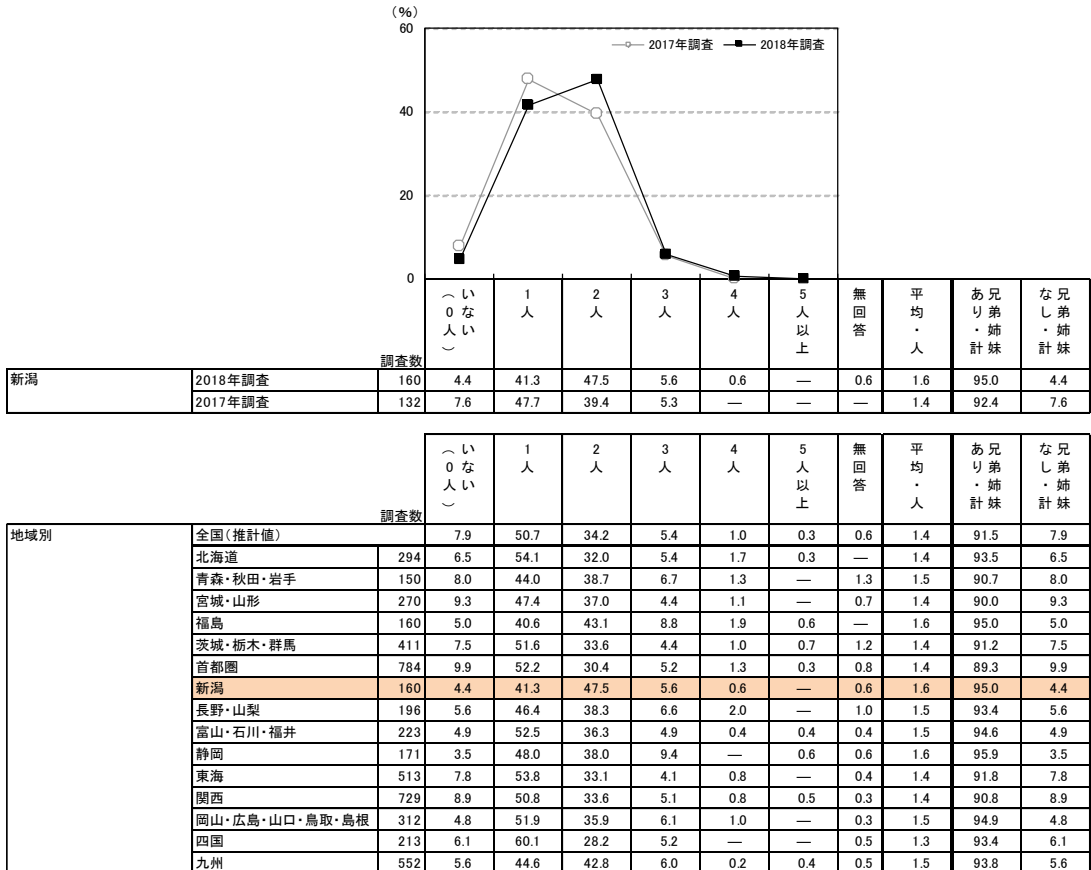 (%)
60
2017年調査 2018年調査
40
20
0
調査数 いない(0人) 1人 2人 3人 4人 5人以上 無回答 平均・人 兄弟姉妹あり・計 兄弟姉妹なし・計
新潟 2018年調査 160 4.4 41.3 47.5 5.6 0.6 — 0.6 1.6 95.0 4.4
2017年調査 132 7.6 47.7 39.4 5.3 — — — 1.4 92.4 7.6
調査数 いない(0人) 1人 2人 3人 4人 5人以上 無回答 平均・人 兄弟姉妹あり・計 兄弟姉妹なし・計
地域別 全国(推計値) 7.9 50.7 34.2 5.4 1.0 0.3 0.6 1.4 91.5 7.9
北海道 294 6.5 54.1 32.0 5.4 1.7 0.3 — 1.4 93.5 6.5
青森・秋田・岩手 150 8.0 44.0 38.7 6.7 1.3 — 1.3 1.5 90.7 8.0
宮城・山形 270 9.3 47.4 37.0 4.4 1.1 — 0.7 1.4 90.0 9.3
福島 160 5.0 40.6 43.1 8.8 1.9 0.6 — 1.6 95.0 5.0
茨城・栃木・群馬 411 7.5 51.6 33.6 4.4 1.0 0.7 1.2 1.4 91.2 7.5
首都圏 784 9.9 52.2 30.4 5.2 1.3 0.3 0.8 1.4 89.3 9.9
新潟 160 4.4 41.3 47.5 5.6 0.6 — 0.6 1.6 95.0 4.4
長野・山梨 196 5.6 46.4 38.3 6.6 2.0 — 1.0 1.5 93.4 5.6
富山・石川・福井 223 4.9 52.5 36.3 4.9 0.4 0.4 0.4 1.5 94.6 4.9
静岡 171 3.5 48.0 38.0 9.4 — 0.6 0.6 1.6 95.9 3.5
東海 513 7.8 53.8 33.1 4.1 0.8 — 0.4 1.4 91.8 7.8
関西 729 8.9 50.8 33.6 5.1 0.8 0.5 0.3 1.4 90.8 8.9
岡山・広島・山口・鳥取・島根 312 4.8 51.9 35.9 6.1 1.0 — 0.3 1.5 94.9 4.8
四国 213 6.1 60.1 28.2 5.2 — — 0.5 1.3 93.4 6.1
九州 552 5.6 44.6 42.8 6.0 0.2 0.4 0.5 1.5 93.8 5.6